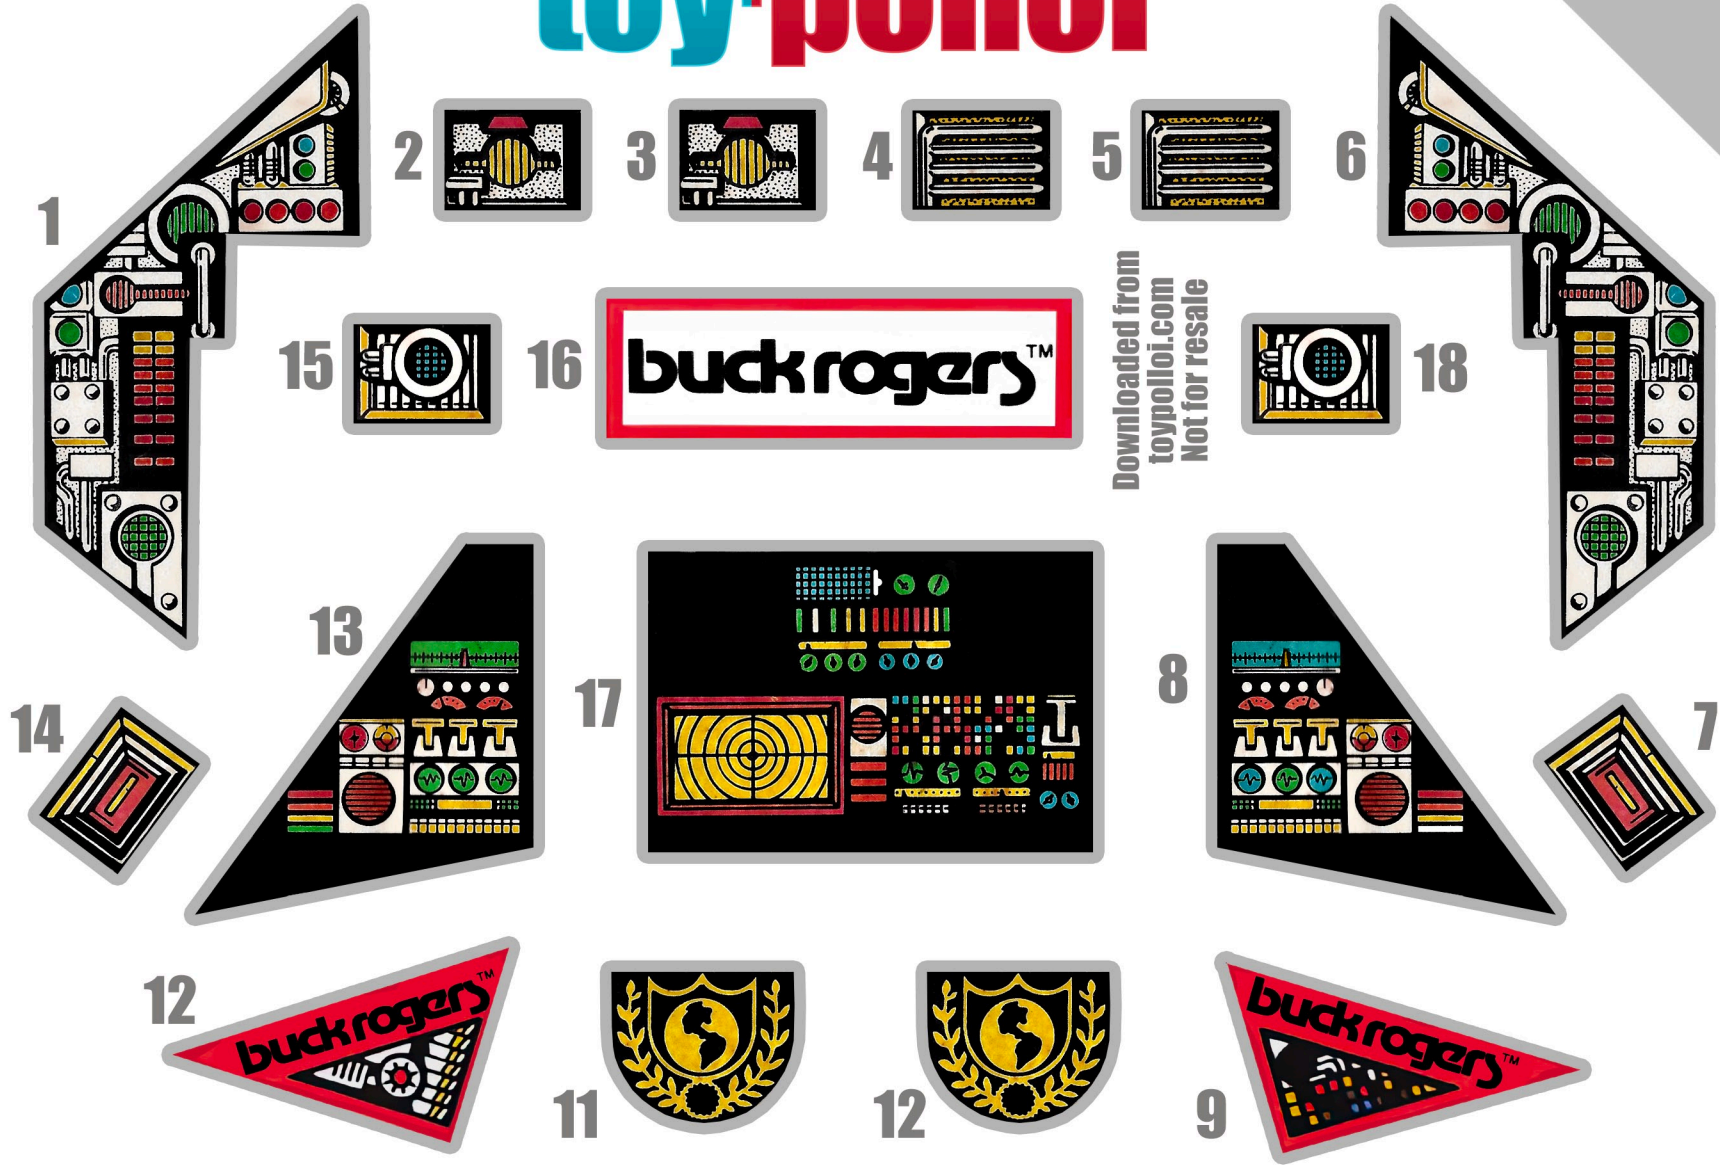 toy polloi
1
2
3
4
5
6
15
16
buck rogers™
Downloaded from
toypolloi.com
Not for resale
18
13
17
8
14
7
12
buck rogers™
11
12
9
buck rogers™